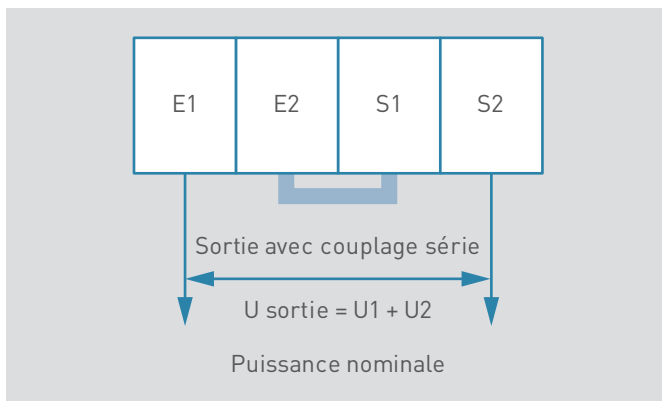 E1 E2 S1 S2
Sortie avec couplage série
U sortie = U1 + U2
Puissance nominale